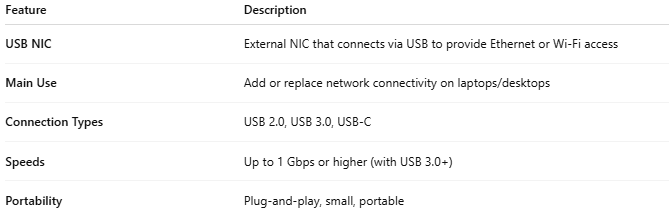 Feature Description
USB NIC External NIC that connects via USB to provide Ethernet or Wi-Fi access
Main Use Add or replace network connectivity on laptops/desktops
Connection Types USB 2.0, USB 3.0, USB-C
Speeds Up to 1 Gbps or higher (with USB 3.0+)
Portability Plug-and-play, small, portable